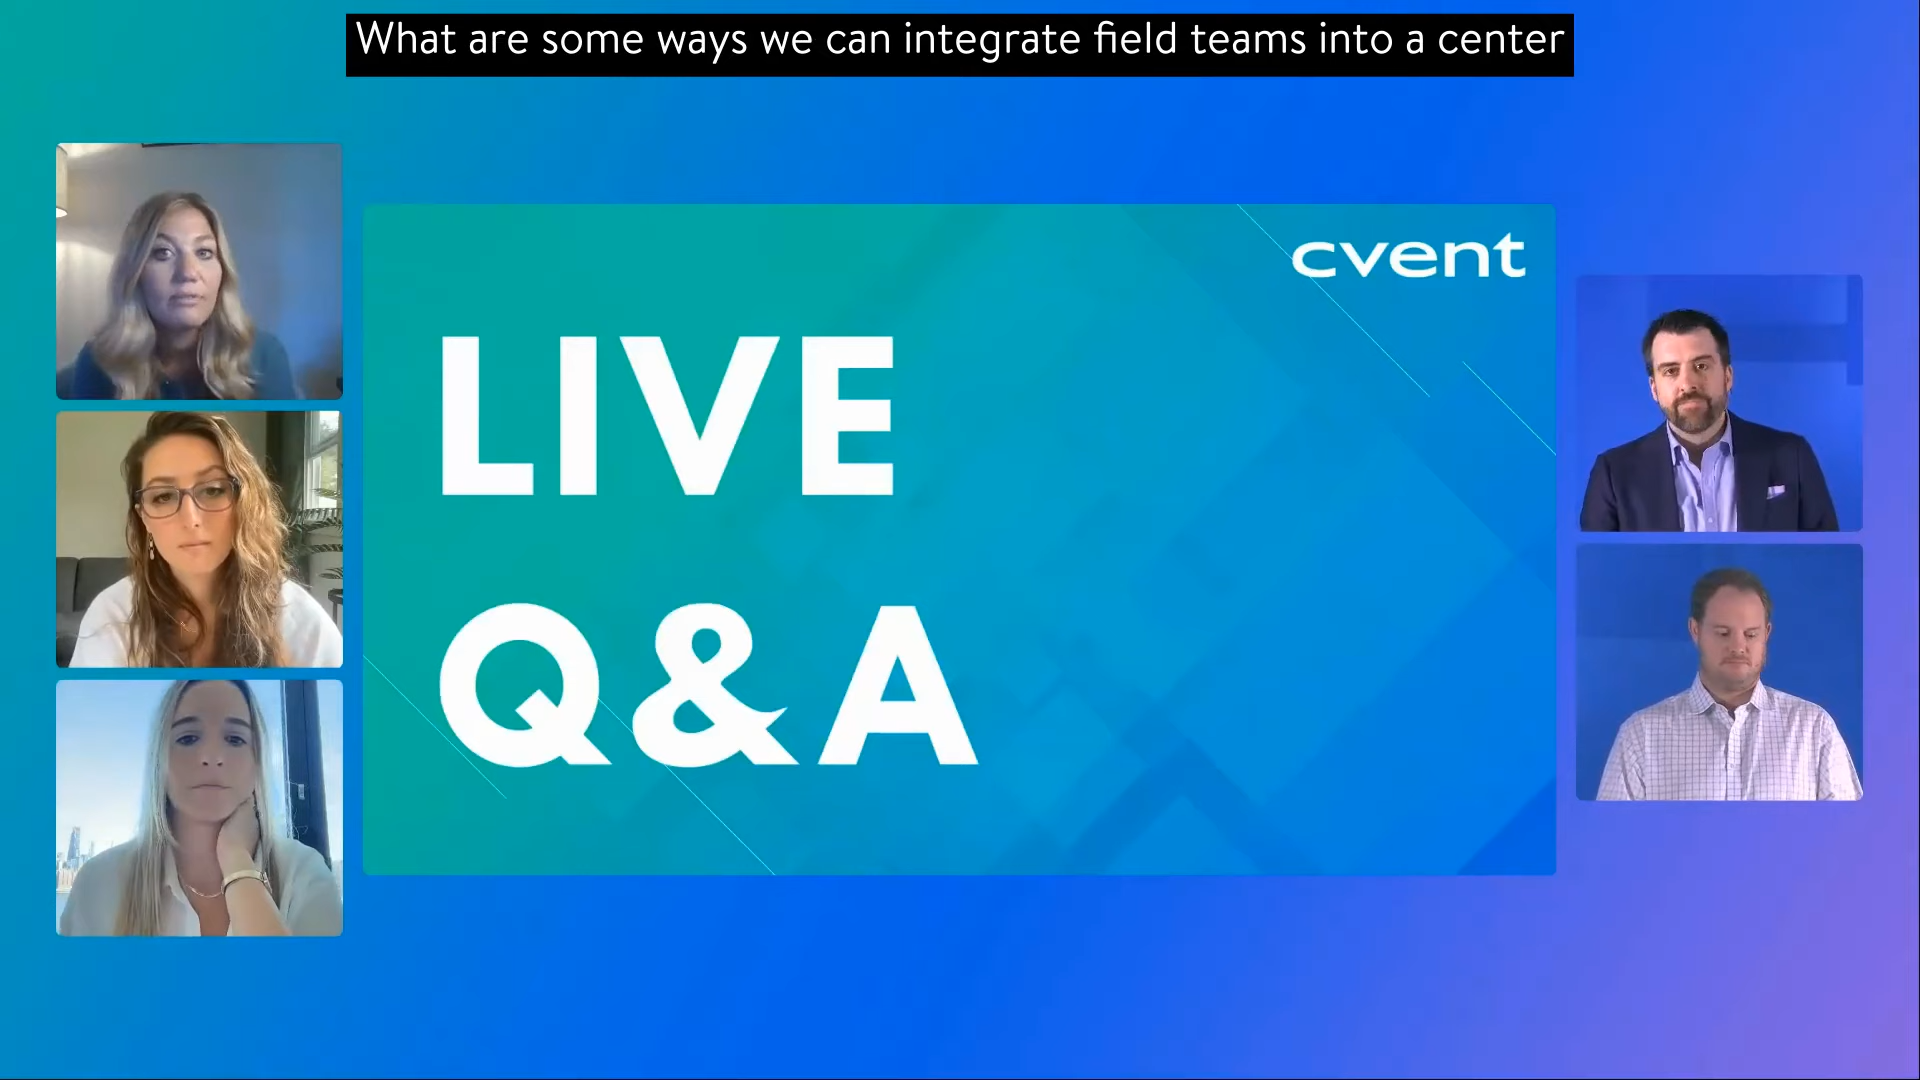 What are some ways we can integrate field teams into a center
cvent
LIVE
Q&A